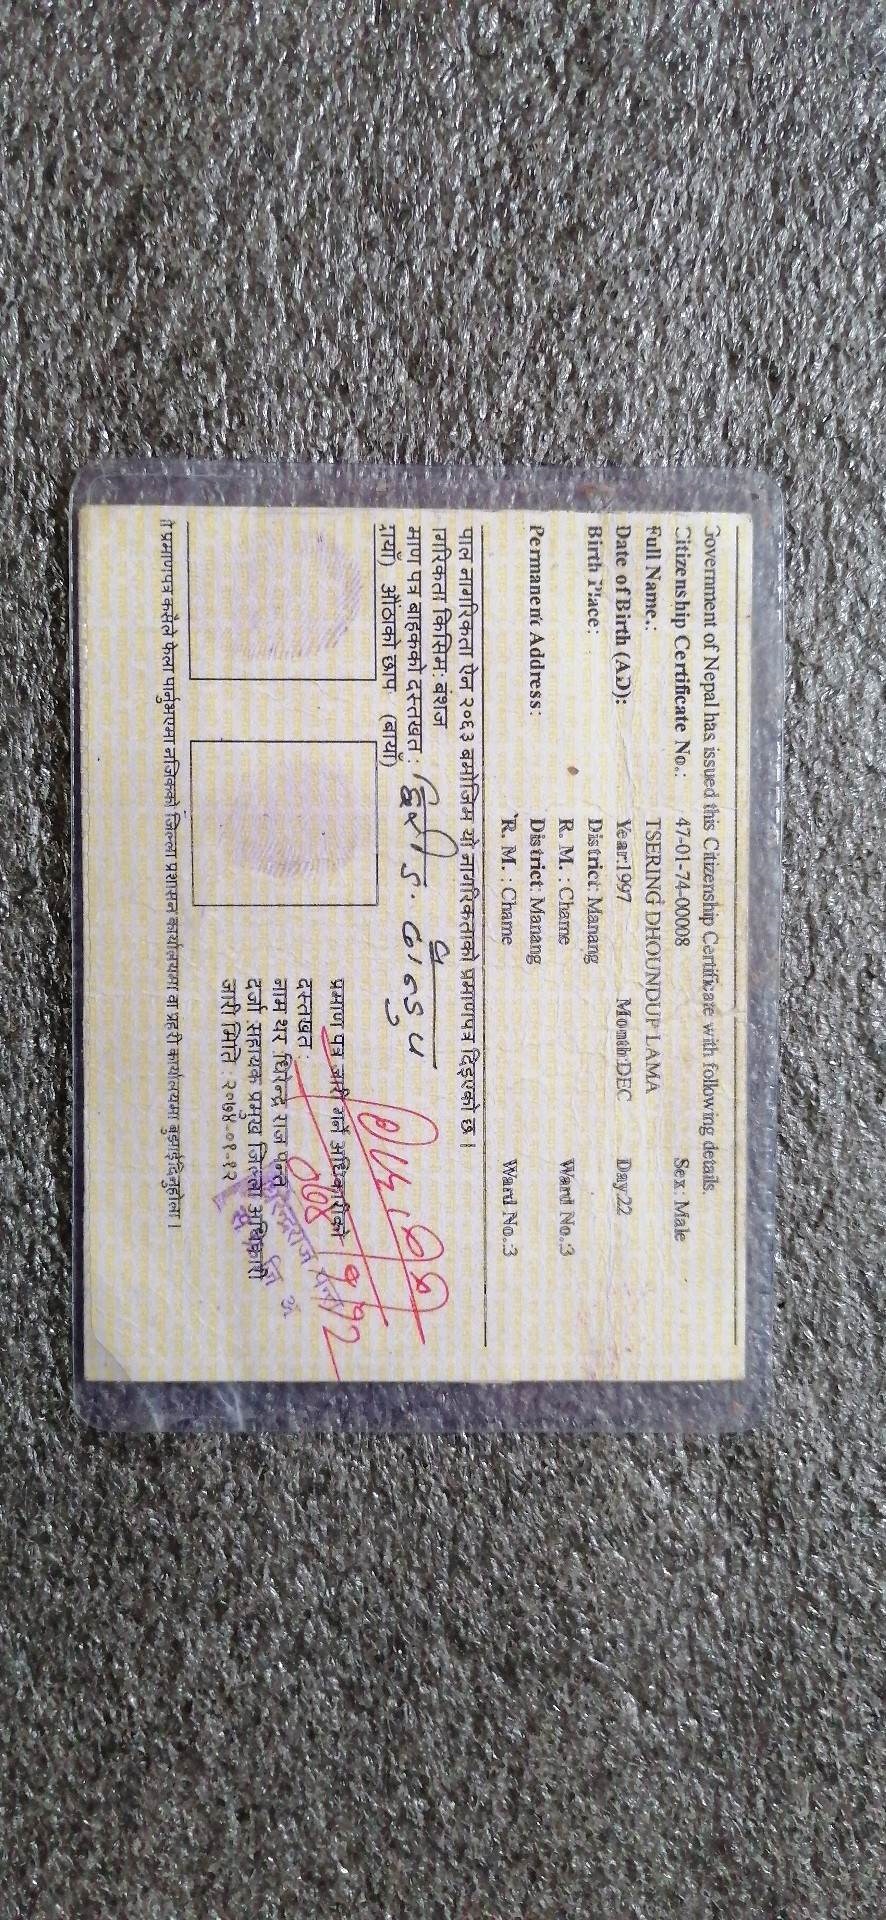 Government of Nepal has issued this Citizenship Certificate with following details.
Citizenship Certificate No.: 47-01-74-00008 Sex: Male
Full Name.: TSERING DHOUNDUP LAMA
Date of Birth (AD): Year:1997 Month:DEC Day:22
Birth Place: District: Manang
R. M. : Chame Ward No.:3
Permanent Address: District: Manang
R. M. : Chame Ward No.:3
पाल नागरिकता ऐन २०६३ बमोजिम यो नागरिकताको प्रमाणपत्र दिइएको छ ।
गरिकता किसिम: वंशज
माण पत्र वाहकको दस्तखत:
औंठाको छाप (बायाँ)
प्रमाण पत्र जारी गर्ने अधिकारीको
दस्तखत :
नाम थर धिरेन्द्र राज पन्त
दर्जा सहायक प्रमुख जिल्ला अधिकारी
जारी मिति : २०७४-०९-१२
प्रमाणपत्र कसैले फेला पार्नुभएमा नजिकको जिल्ला प्रशासन कार्यालयमा वा प्रहरी कार्यालयमा बुझाईदिनुहोला ।